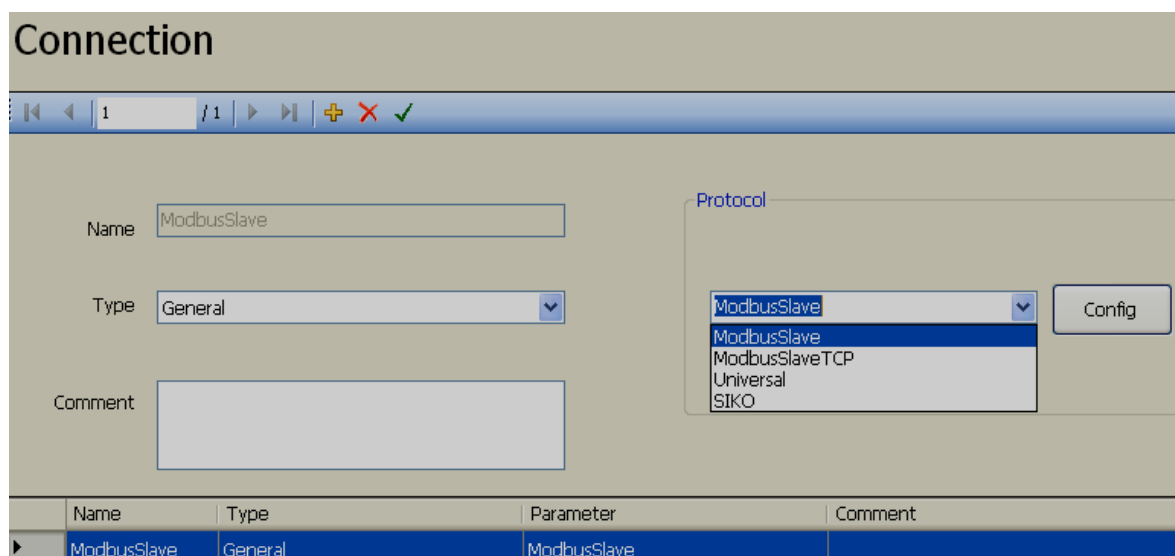 Connection
1 / 1
Protocol
Name ModbusSlave
Type General
ModbusSlave Config
ModbusSlave
ModbusSlaveTCP
Universal
SIKO
Comment
Name Type Parameter Comment
ModbusSlave General ModbusSlave